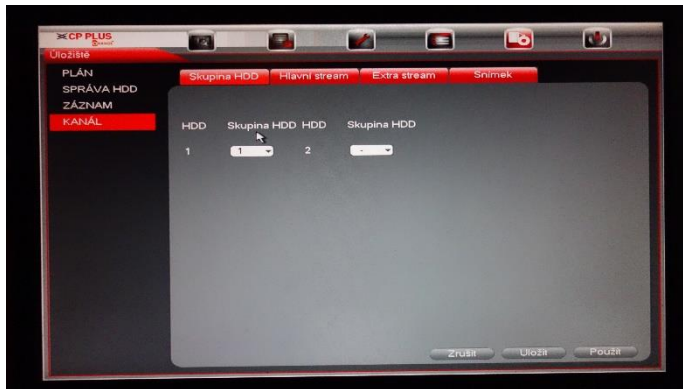 CP PLUS
Orange
Úložiště
PLÁN
SPRÁVA HDD
ZÁZNAM
KANÁL
Skupina HDD Hlavní stream Extra stream Snímek
HDD Skupina HDD HDD Skupina HDD
1 1 2 -
Zrušit Uložit Použít